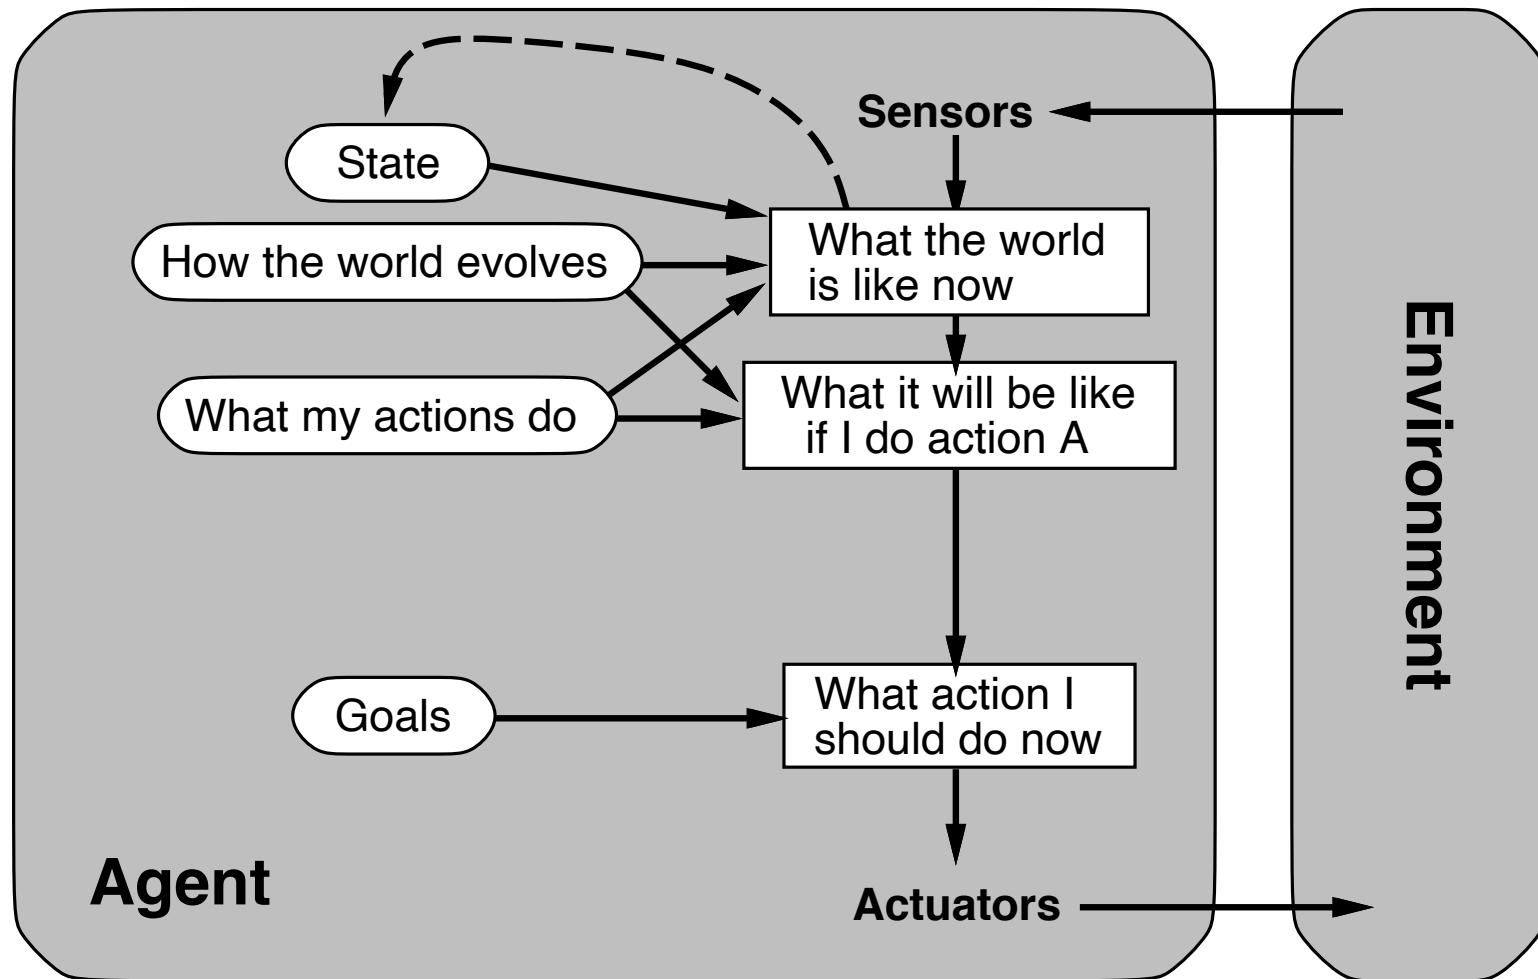 Sensors
State
What the world
is like now
How the world evolves
What it will be like
if I do action A
What my actions do
Environment
What action I
should do now
Goals
Agent
Actuators